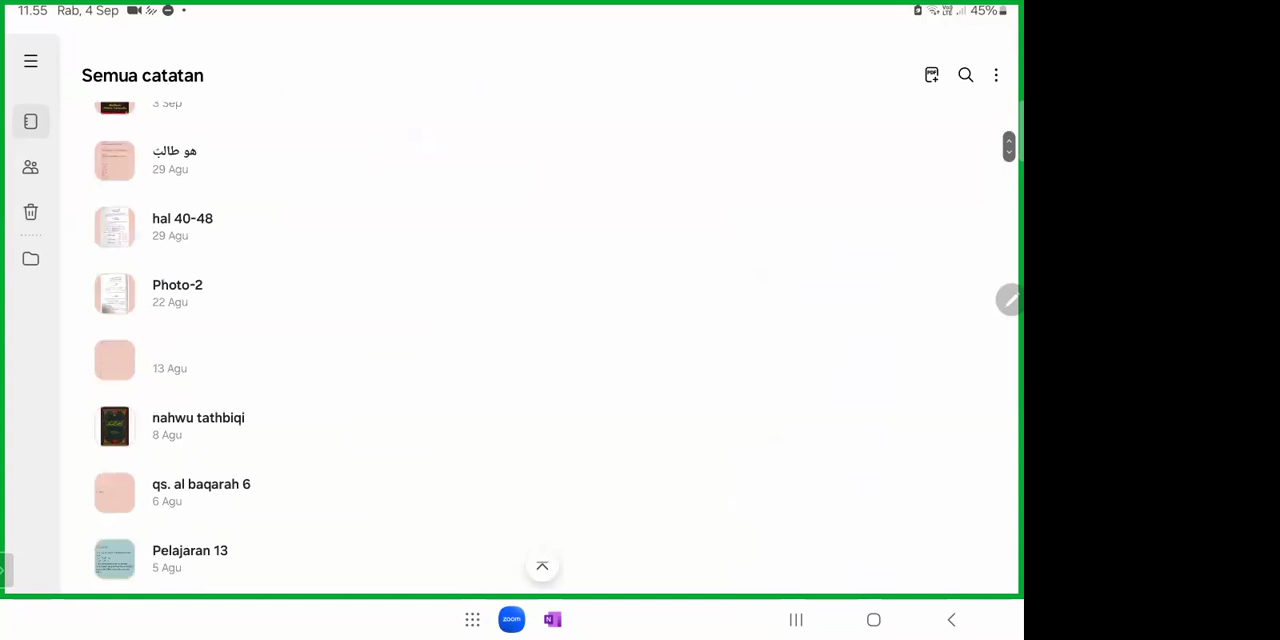 11.55 Rab, 4 Sep
45%
Semua catatan
PDF
3 Sep
هو طالبٌ
29 Agu
hal 40-48
29 Agu
Photo-2
22 Agu
13 Agu
nahwu tathbiqi
8 Agu
qs. al baqarah 6
6 Agu
Pelajaran 13
5 Agu
zoom
N